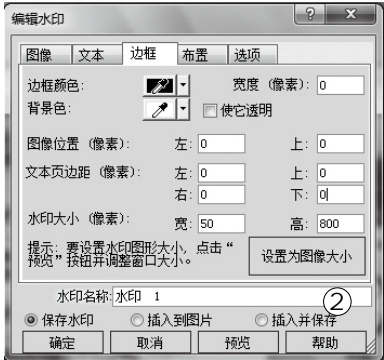 编辑水印
图像 文本 边框 布置 选项
边框颜色: 宽度 (像素): 0
背景色: 使它透明
图像位置 (像素): 左: 0 上: 0
文本页边距 (像素): 左: 0 上: 0
右: 0 下: 0
水印大小 (像素): 宽: 50 高: 800
提示: 要设置水印图形大小, 点击“
预览”按钮并调整窗口大小。 设置为图像大小
水印名称: 水印 1
②
保存水印 插入到图片 插入并保存
确定 取消 预览 帮助